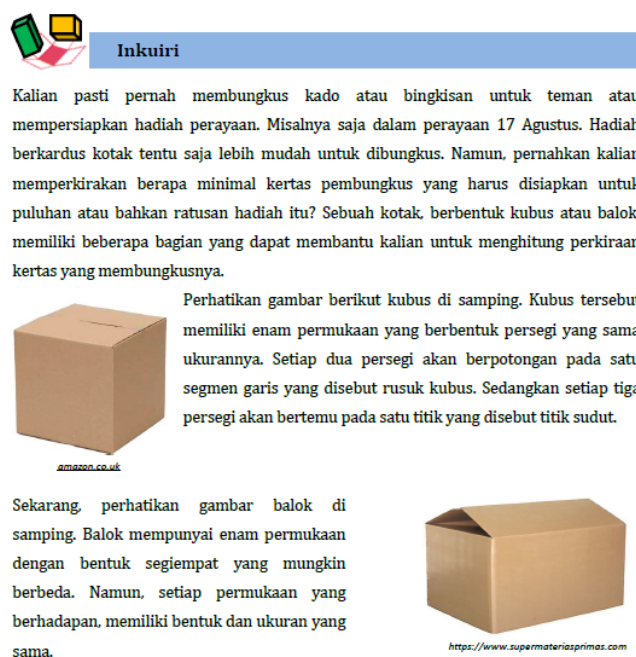 Inkuiri
Kalian pasti pernah membungkus kado atau bingkisan untuk teman atau
mempersiapkan hadiah perayaan. Misalnya saja dalam perayaan 17 Agustus. Hadiah
berkardus kotak tentu saja lebih mudah untuk dibungkus. Namun, pernahkan kalian
memperkirakan berapa minimal kertas pembungkus yang harus disiapkan untuk
puluhan atau bahkan ratusan hadiah itu? Sebuah kotak, berbentuk kubus atau balok
memiliki beberapa bagian yang dapat membantu kalian untuk menghitung perkiraan
kertas yang membungkusnya.
Perhatikan gambar berikut kubus di samping. Kubus tersebut
memiliki enam permukaan yang berbentuk persegi yang sama
ukurannya. Setiap dua persegi akan berpotongan pada satu
segmen garis yang disebut rusuk kubus. Sedangkan setiap tiga
persegi akan bertemu pada satu titik yang disebut titik sudut.
amazon.co.uk
Sekarang, perhatikan gambar balok di
samping. Balok mempunyai enam permukaan
dengan bentuk segiempat yang mungkin
berbeda. Namun, setiap permukaan yang
berhadapan, memiliki bentuk dan ukuran yang
sama.
https://www.supermateriasprimas.com